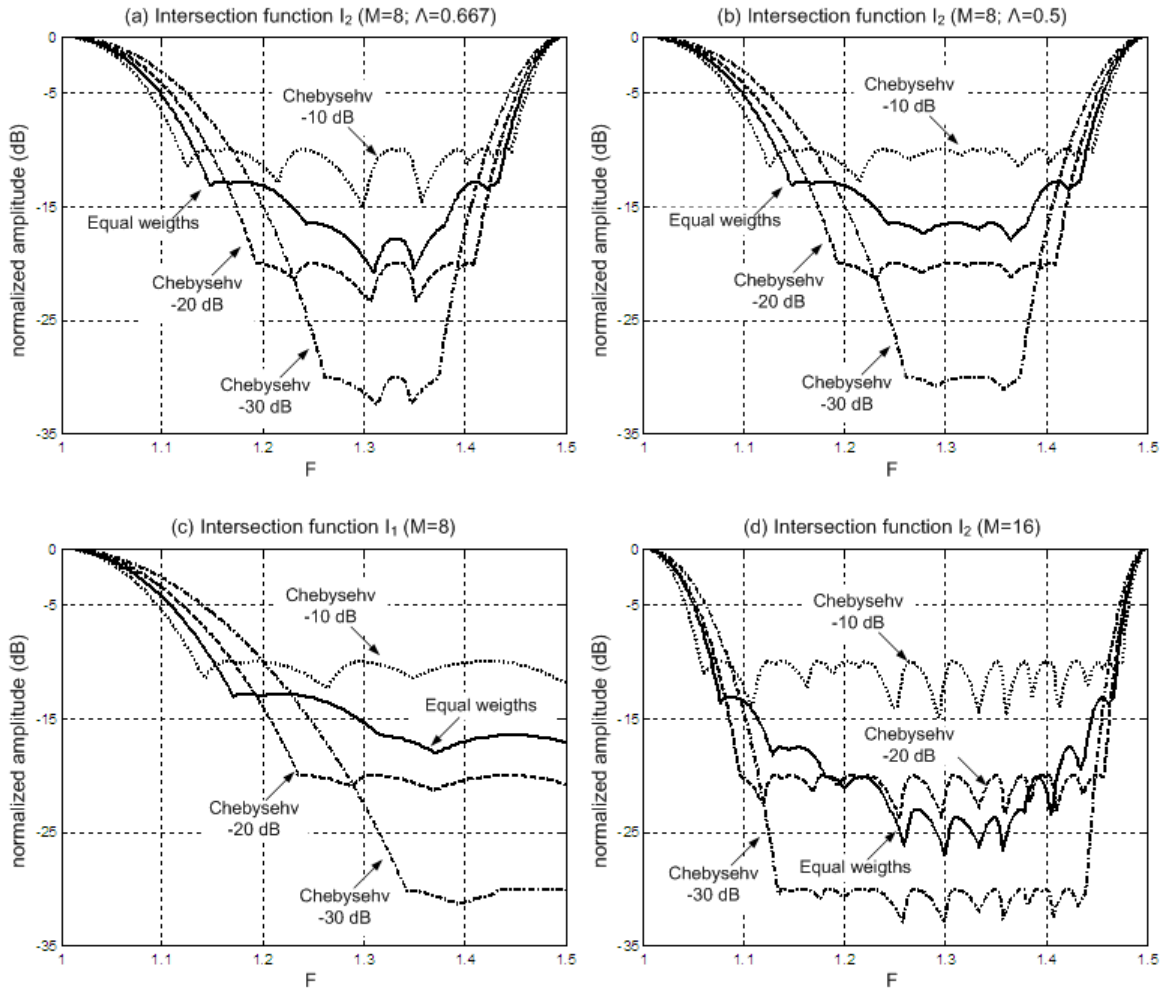 (a) Intersection function I₂ (M=8; Λ=0.667)
normalized amplitude (dB)
0
-5
-15
-25
-35
Chebysehv
-10 dB
Equal weigths
Chebysehv
-20 dB
Chebysehv
-30 dB
1
1.1
1.2
1.3
1.4
1.5
F
(b) Intersection function I₂ (M=8; Λ=0.5)
normalized amplitude (dB)
0
-5
-15
-25
-35
Chebysehv
-10 dB
Equal weigths
Chebysehv
-20 dB
Chebysehv
-30 dB
1
1.1
1.2
1.3
1.4
1.5
F
(c) Intersection function I₁ (M=8)
normalized amplitude (dB)
0
-5
-15
-25
-35
Chebysehv
-10 dB
Equal weigths
Chebysehv
-20 dB
Chebysehv
-30 dB
1
1.1
1.2
1.3
1.4
1.5
F
(d) Intersection function I₂ (M=16)
normalized amplitude (dB)
0
-5
-15
-25
-35
Chebysehv
-10 dB
Chebysehv
-20 dB
Equal weigths
Chebysehv
-30 dB
1
1.1
1.2
1.3
1.4
1.5
F